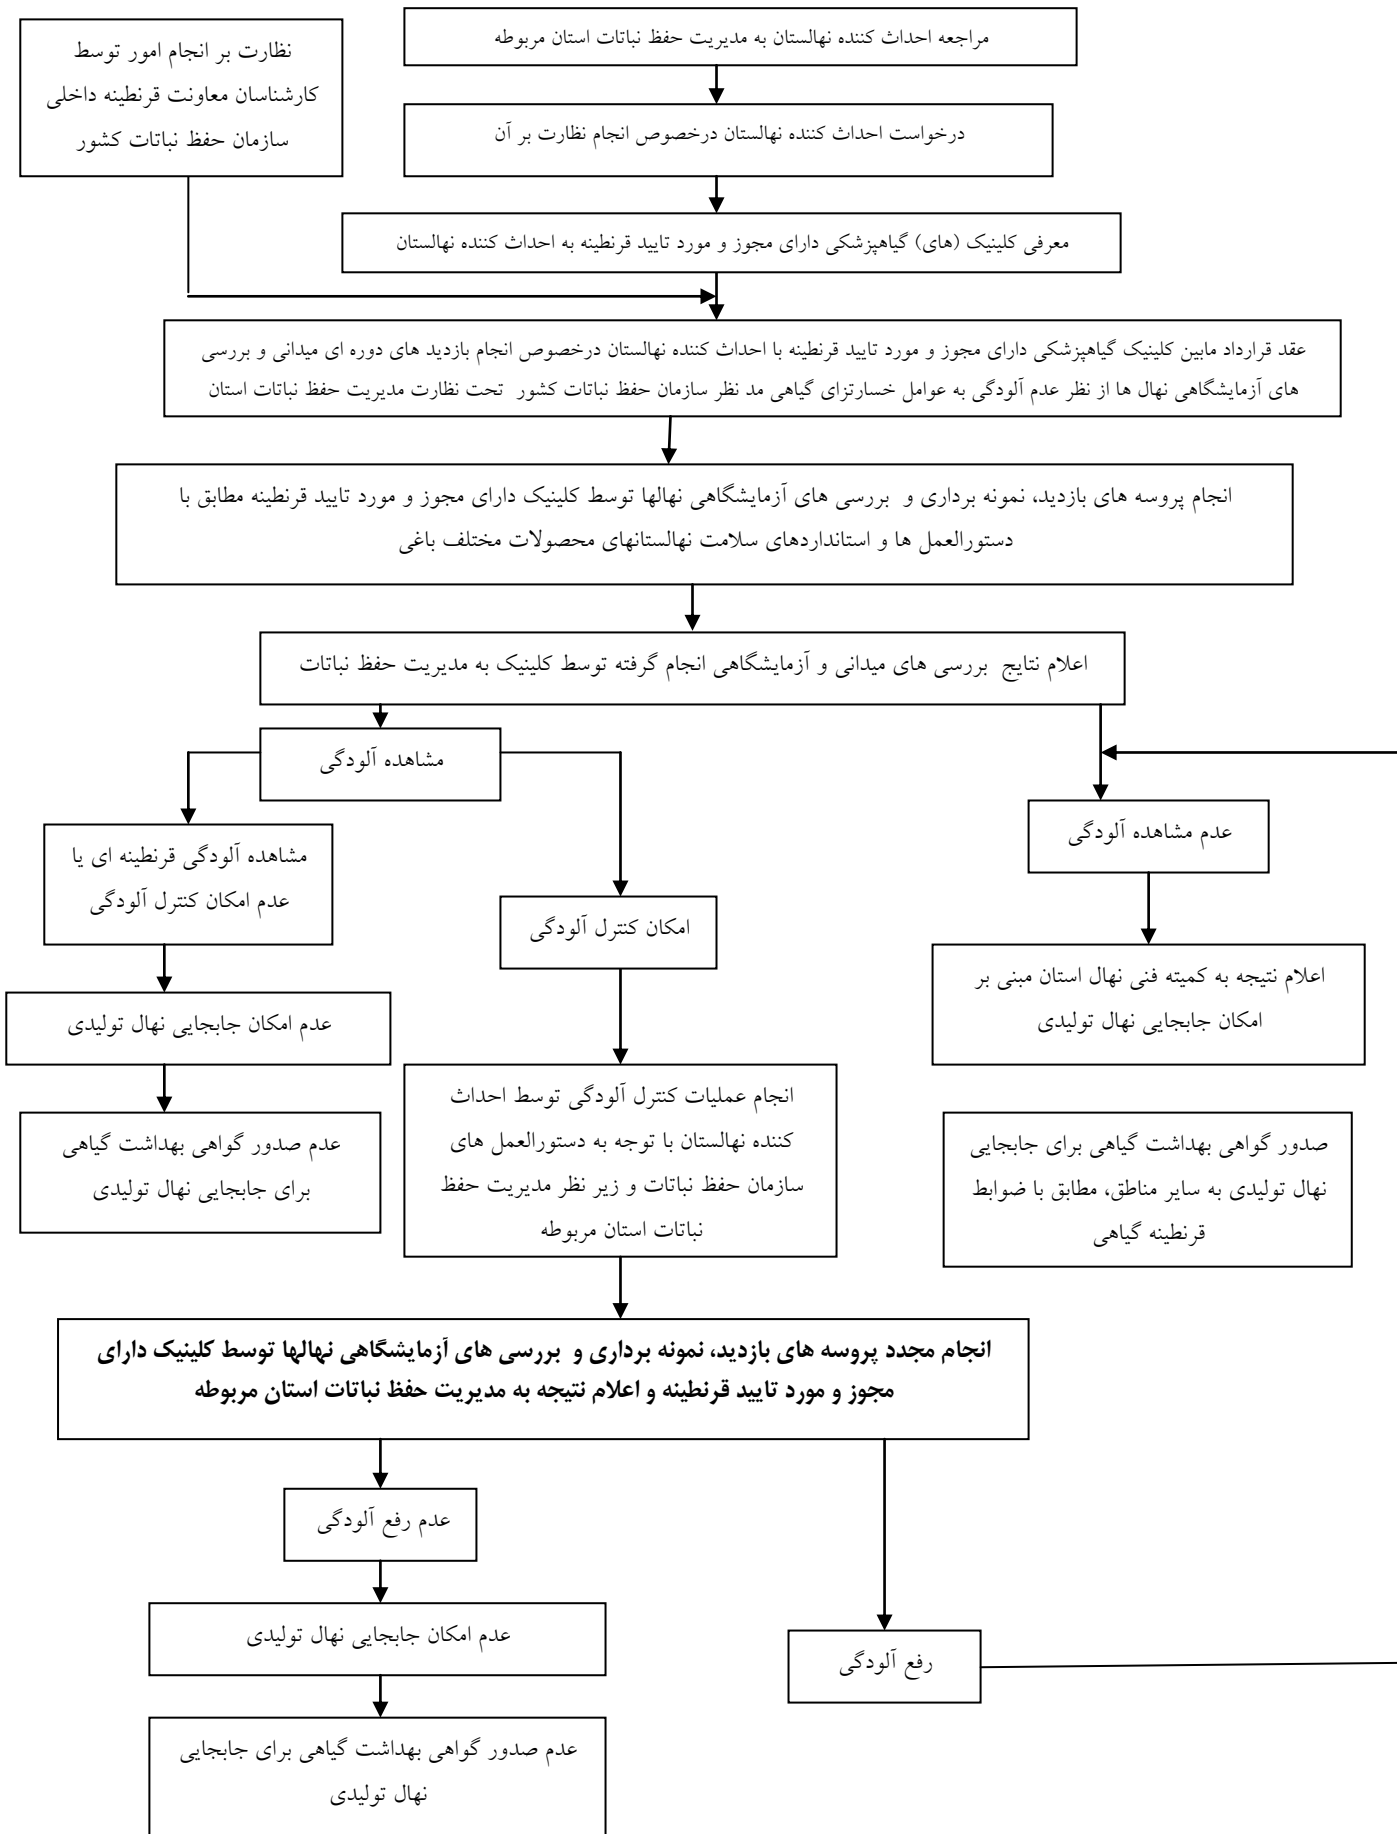 مراجعه احداث کننده نهالستان به مدیریت حفظ نباتات استان مربوطه
نظارت بر انجام امور توسط
کارشناسان معاونت قرنطینه داخلی
سازمان حفظ نباتات کشور
درخواست احداث کننده نهالستان درخصوص انجام نظارت بر آن
معرفی کلینیک (های) گیاهپزشکی دارای مجوز و مورد تایید قرنطینه به احداث کننده نهالستان
عقد قرارداد مابین کلینیک گیاهپزشکی دارای مجوز و مورد تایید قرنطینه با احداث کننده نهالستان درخصوص انجام بازدید های دوره ای میدانی و بررسی
های آزمایشگاهی نهال ها از نظر عدم آلودگی به عوامل خسارتزای گیاهی مد نظر سازمان حفظ نباتات کشور تحت نظارت مدیریت حفظ نباتات استان
انجام پروسه های بازدید، نمونه برداری و بررسی های آزمایشگاهی نهالها توسط کلینیک دارای مجوز و مورد تایید قرنطینه مطابق با
دستورالعمل ها و استانداردهای سلامت نهالستانهای محصولات مختلف باغی
اعلام نتایج بررسی های میدانی و آزمایشگاهی انجام گرفته توسط کلینیک به مدیریت حفظ نباتات
مشاهده آلودگی
عدم مشاهده آلودگی
مشاهده آلودگی قرنطینه ای یا
عدم امکان کنترل آلودگی
امکان کنترل آلودگی
اعلام نتیجه به کمیته فنی نهال استان مبنی بر
امکان جابجایی نهال تولیدی
عدم امکان جابجایی نهال تولیدی
انجام عملیات کنترل آلودگی توسط احداث
کننده نهالستان با توجه به دستورالعمل های
سازمان حفظ نباتات و زیر نظر مدیریت حفظ
نباتات استان مربوطه
صدور گواهی بهداشت گیاهی برای جابجایی
نهال تولیدی به سایر مناطق، مطابق با ضوابط
قرنطینه گیاهی
عدم صدور گواهی بهداشت گیاهی
برای جابجایی نهال تولیدی
انجام مجدد پروسه های بازدید، نمونه برداری و بررسی های آزمایشگاهی نهالها توسط کلینیک دارای
مجوز و مورد تایید قرنطینه و اعلام نتیجه به مدیریت حفظ نباتات استان مربوطه
عدم رفع آلودگی
عدم امکان جابجایی نهال تولیدی
رفع آلودگی
عدم صدور گواهی بهداشت گیاهی برای جابجایی
نهال تولیدی